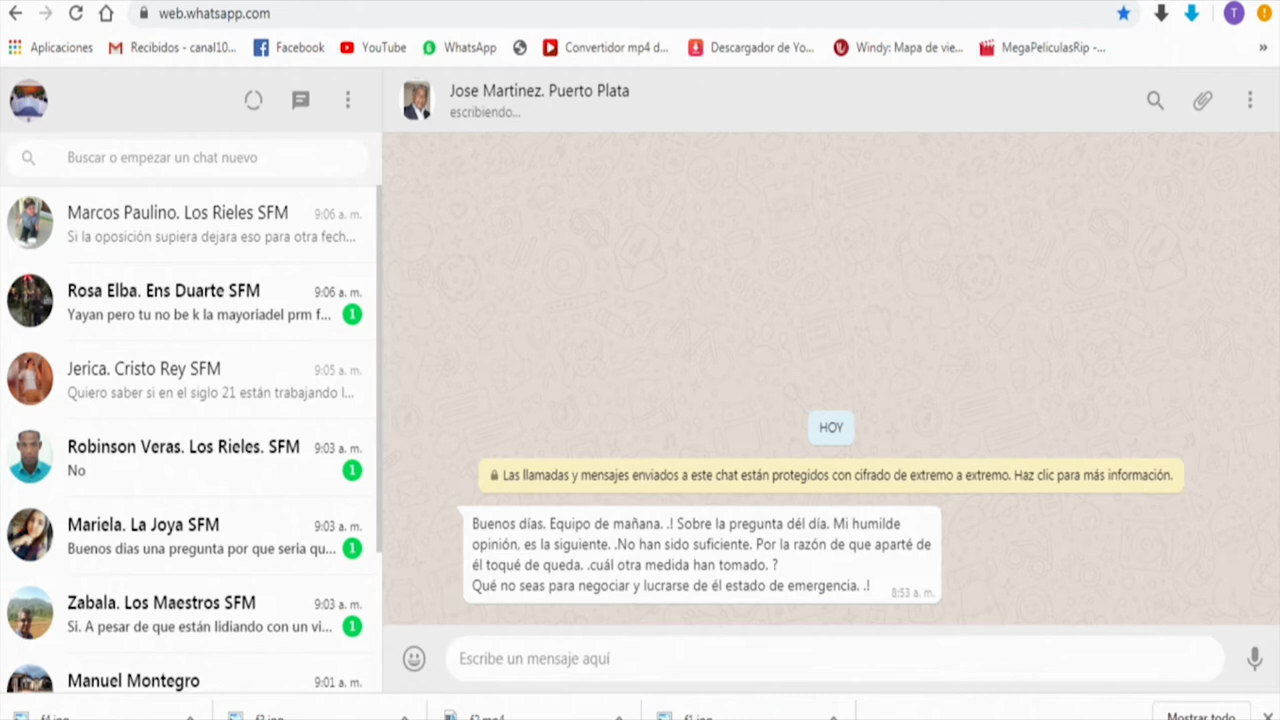 web.whatsapp.com
T
Aplicaciones
Recibidos - canal10...
Facebook
YouTube
WhatsApp
Convertidor mp4 d...
Descargador de Yo...
Windy: Mapa de vie...
MegaPeliculasRip -...
»
Jose Martinez. Puerto Plata
escribiendo...
Buscar o empezar un chat nuevo
Marcos Paulino. Los Rieles SFM 9:06 a. m.
Si la oposición supiera dejara eso para otra fech...
Rosa Elba. Ens Duarte SFM 9:06 a. m.
Yayan pero tu no be k la mayoriadel prm f... 1
Jerica. Cristo Rey SFM 9:05 a. m.
Quiero saber si en el siglo 21 están trabajando l...
Robinson Veras. Los Rieles. SFM 9:03 a. m.
No 1
Mariela. La Joya SFM 9:03 a. m.
Buenos dias una pregunta por que seria qu... 1
Zabala. Los Maestros SFM 9:03 a. m.
Si. A pesar de que están lidiando con un vi... 1
Manuel Montegro 9:01 a. m.
HOY
Las llamadas y mensajes enviados a este chat están protegidos con cifrado de extremo a extremo. Haz clic para más información.
Buenos días. Equipo de mañana. .! Sobre la pregunta dél día. Mi humilde
opinión, es la siguiente. .No han sido suficiente. Por la razón de que aparté de
él toqué de queda. .cuál otra medida han tomado. ?
Qué no seas para negociar y lucrarse de él estado de emergencia. .!
8:53 a. m.
Escribe un mensaje aquí
f4.jpg
f3.jpg
f2.mp4
f1.jpg
Mostrar todo